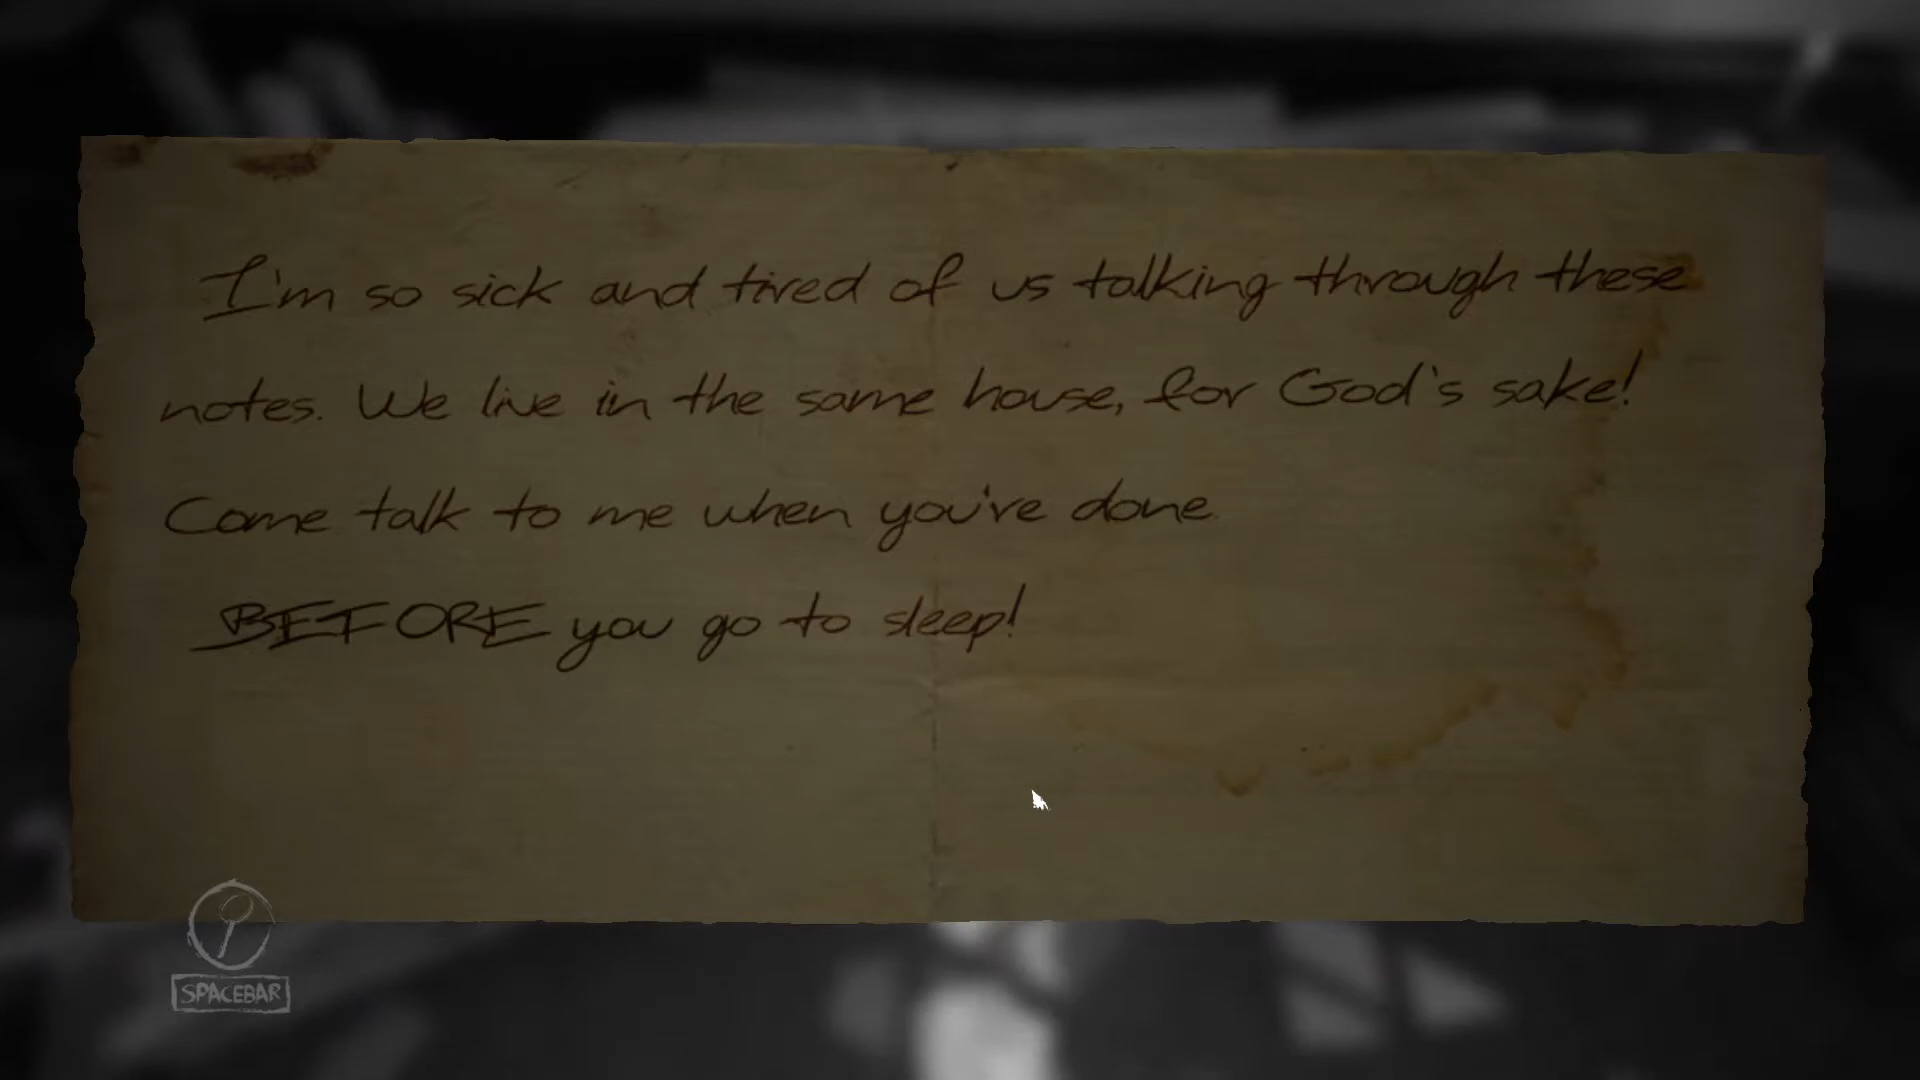 I'm so sick and tired of us talking through these
notes. We live in the same house, for God's sake!
Come talk to me when you're done.
BEFORE you go to sleep!
SPACEBAR